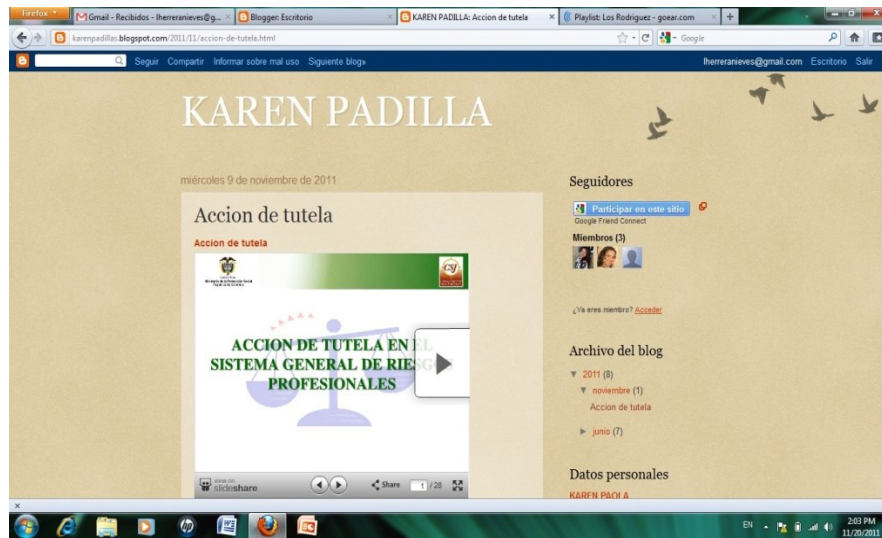 Firefox
Gmail - Recibidos - lherreranieves@g...
Blogger: Escritorio
KAREN PADILLA: Accion de tutela
Playlist: Los Rodriguez - goear.com
karenpadillas.blogspot.com/2011/11/accion-de-tutela.html
Google
Seguir Compartir Informar sobre mal uso Siguiente blog»
lherreranieves@gmail.com Escritorio Salir
KAREN PADILLA
miércoles 9 de noviembre de 2011
Accion de tutela
Accion de tutela
ACCION DE TUTELA EN EL
SISTEMA GENERAL DE RIESGOS
PROFESIONALES
view on
slideshare
Share
1 / 28
Seguidores
Participar en este sitio
Google Friend Connect
Miembros (3)
¿Ya eres miembro? Acceder
Archivo del blog
▼ 2011 (8)
▼ noviembre (1)
Accion de tutela
► junio (7)
Datos personales
KAREN PAOLA
EN
2:03 PM
11/20/2011